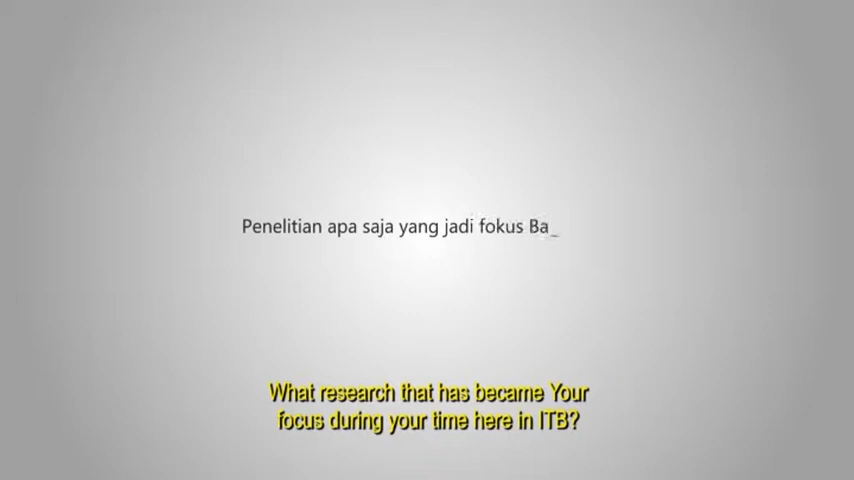 Penelitian apa saja yang jadi fokus Ba_
What research that has became Your
focus during your time here in ITB?